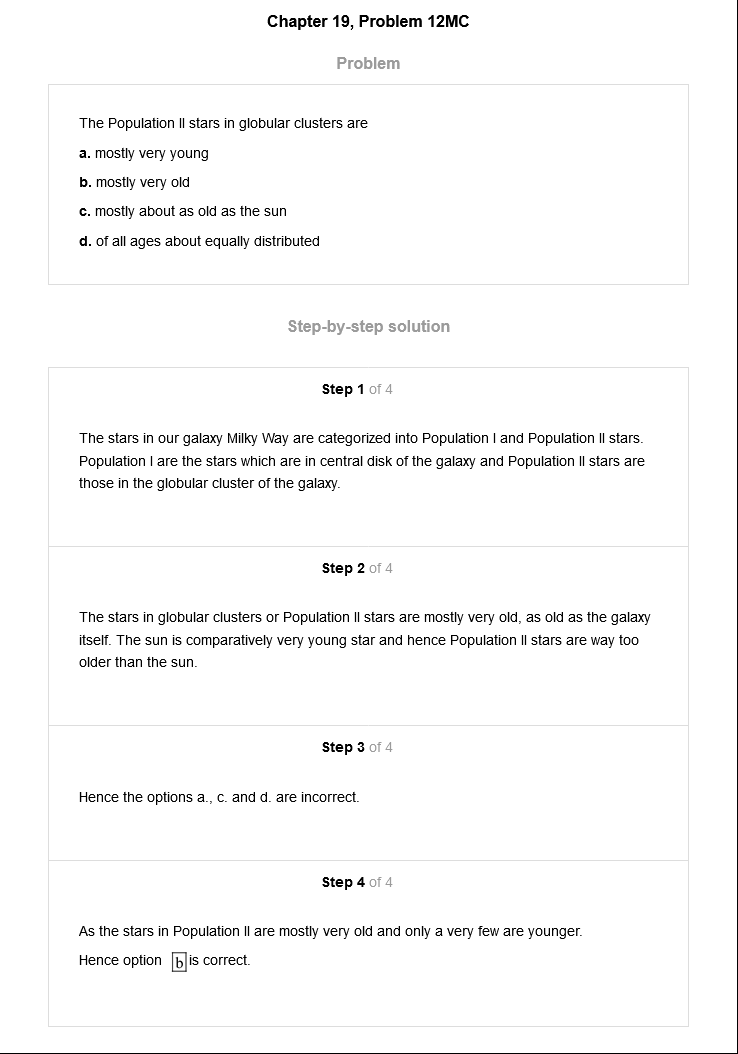 Chapter 19, Problem 12MC
Problem
The Population II stars in globular clusters are
a. mostly very young
b. mostly very old
c. mostly about as old as the sun
d. of all ages about equally distributed
Step-by-step solution
Step 1 of 4
The stars in our galaxy Milky Way are categorized into Population I and Population II stars.
Population I are the stars which are in central disk of the galaxy and Population II stars are
those in the globular cluster of the galaxy.
Step 2 of 4
The stars in globular clusters or Population II stars are mostly very old, as old as the galaxy
itself. The sun is comparatively very young star and hence Population II stars are way too
older than the sun.
Step 3 of 4
Hence the options a., c. and d. are incorrect.
Step 4 of 4
As the stars in Population II are mostly very old and only a very few are younger.
Hence option b is correct.